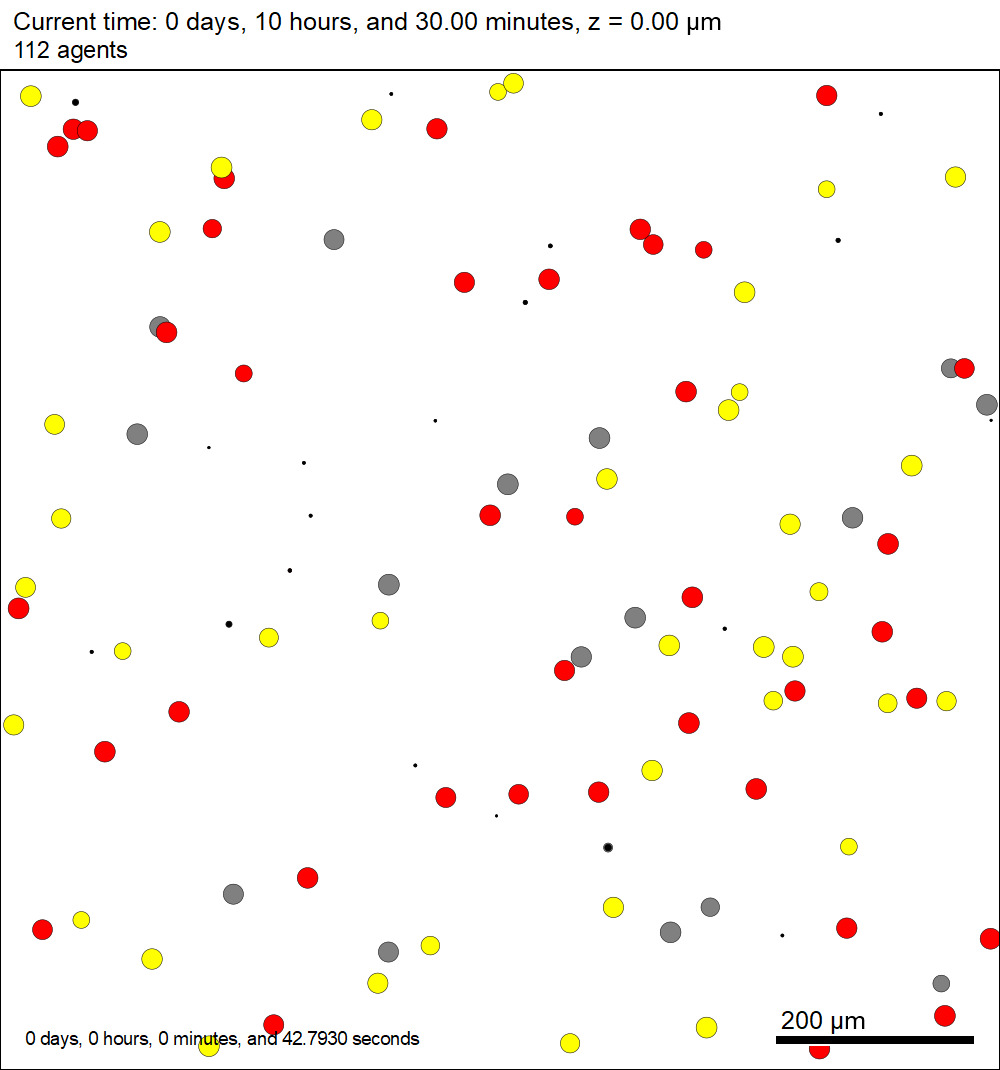 Current time: 0 days, 10 hours, and 30.00 minutes, z = 0.00 μm
112 agents
200 μm
0 days, 0 hours, 0 minutes, and 42.7930 seconds